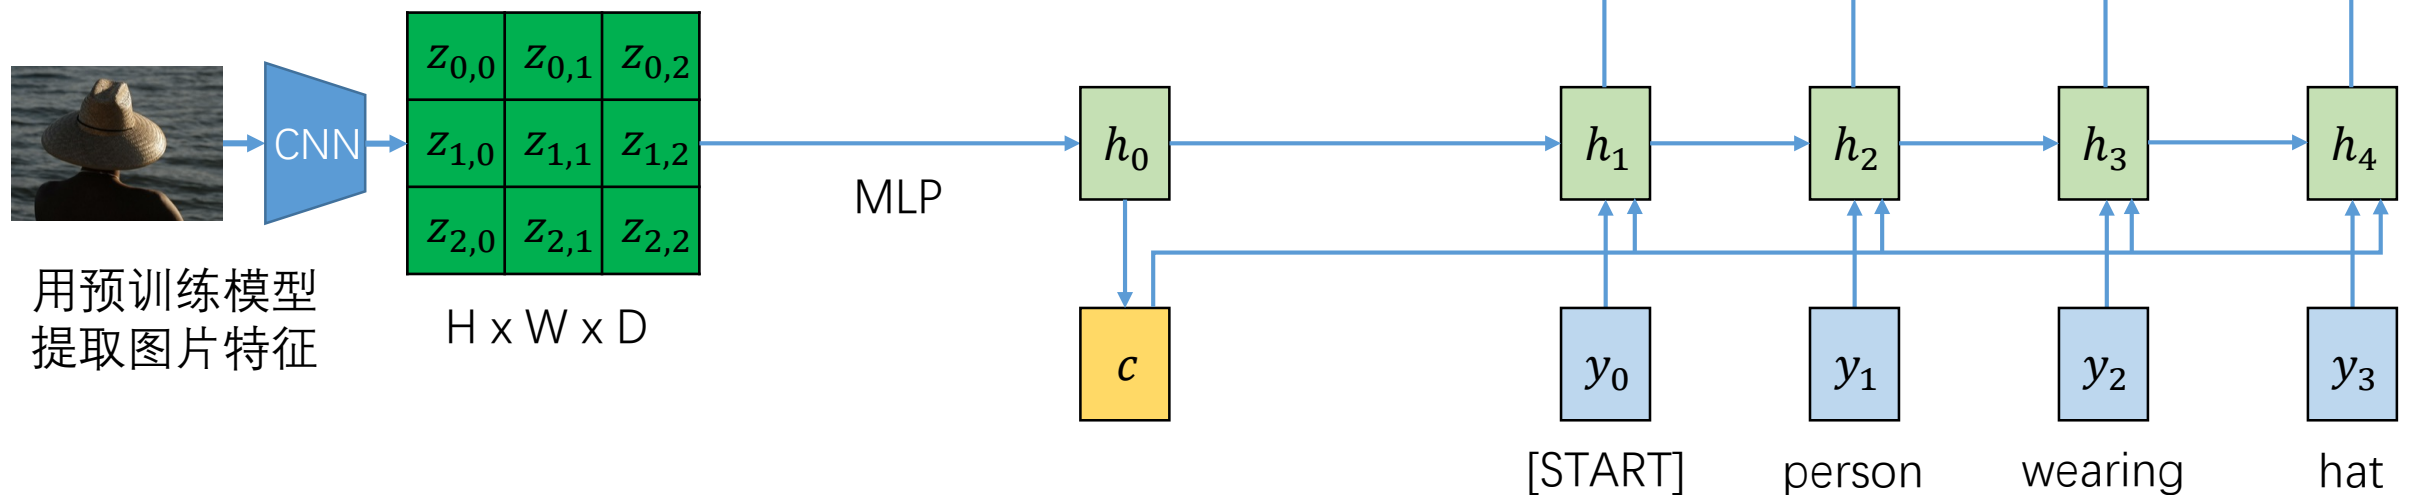 CNN
z0,0 z0,1 z0,2
z1,0 z1,1 z1,2
z2,0 z2,1 z2,2
用预训练模型
提取图片特征
H x W x D
MLP
h0 h1 h2 h3 h4
c y0 y1 y2 y3
[START] person wearing hat